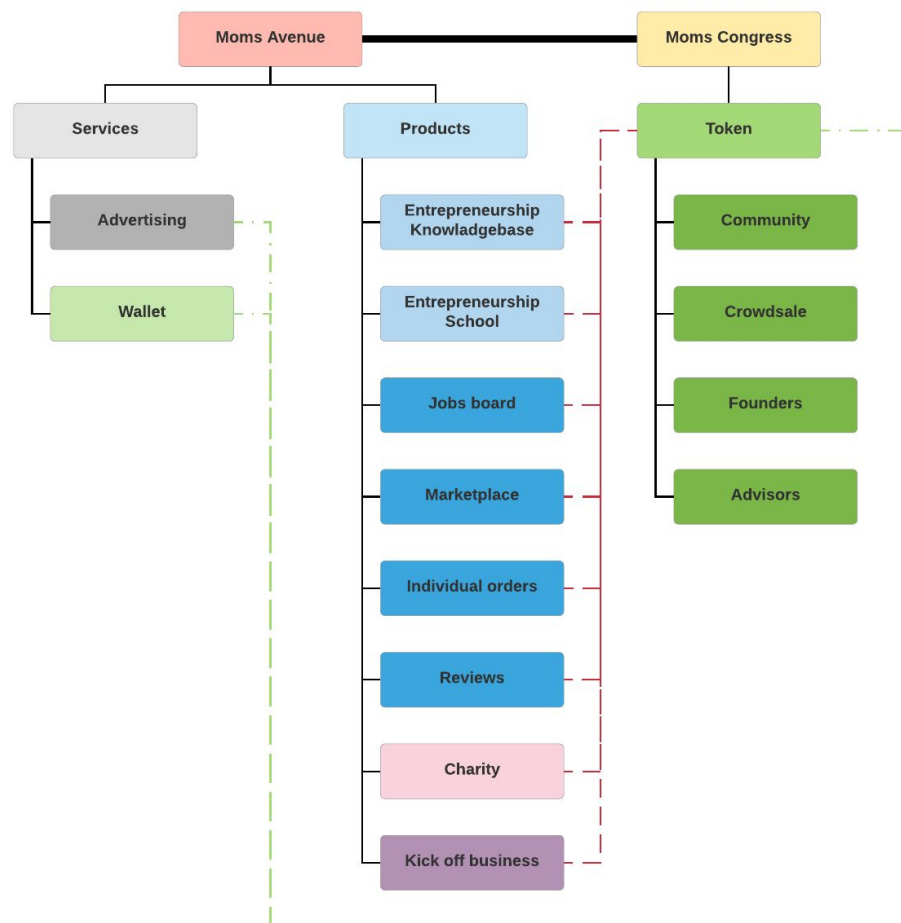 Moms Avenue
Moms Congress
Services
Products
Token
Advertising
Entrepreneurship
Knowladgebase
Community
Wallet
Entrepreneurship
School
Crowdsale
Jobs board
Founders
Marketplace
Advisors
Individual orders
Reviews
Charity
Kick off business